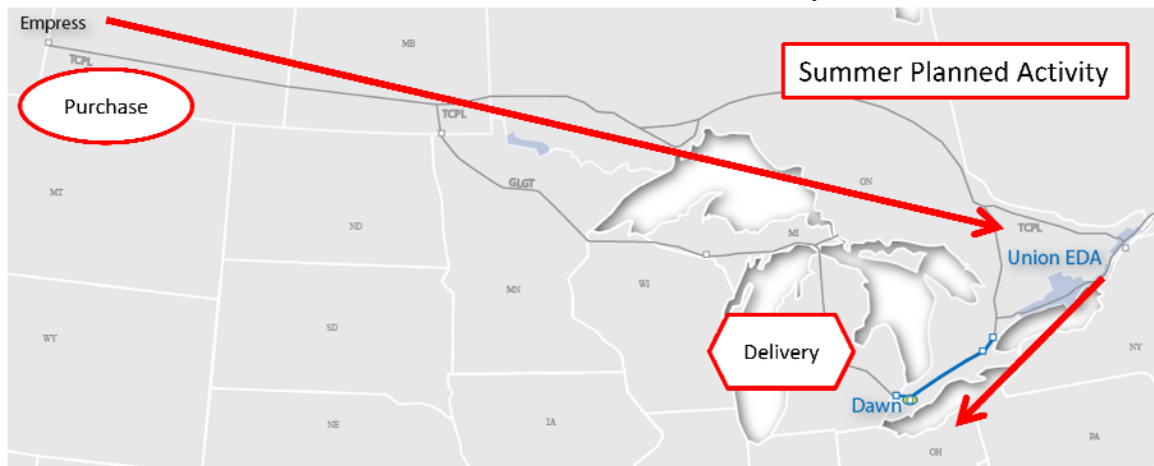 Empress
MB
TCPL
Summer Planned Activity
Purchase
TCPL
GLGT
ON
MT
ND
MI
TCPL
Union EDA
MN
WI
WY
SD
Delivery
NY
Dawn
NE
IA
PA
OH